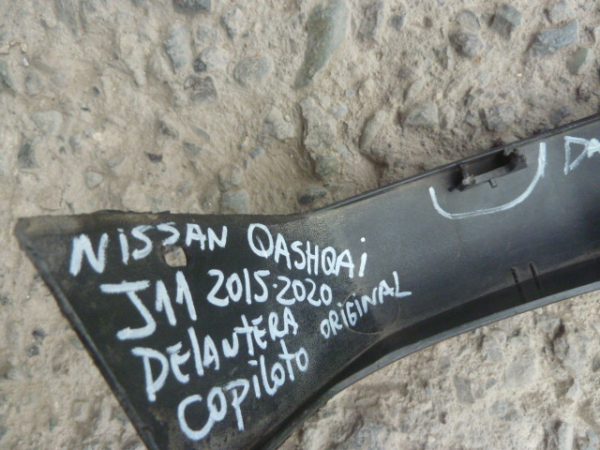 NISSAN QASHQAI
J11 2015-2020
DELANTERA ORIGINAL
COPILOTO